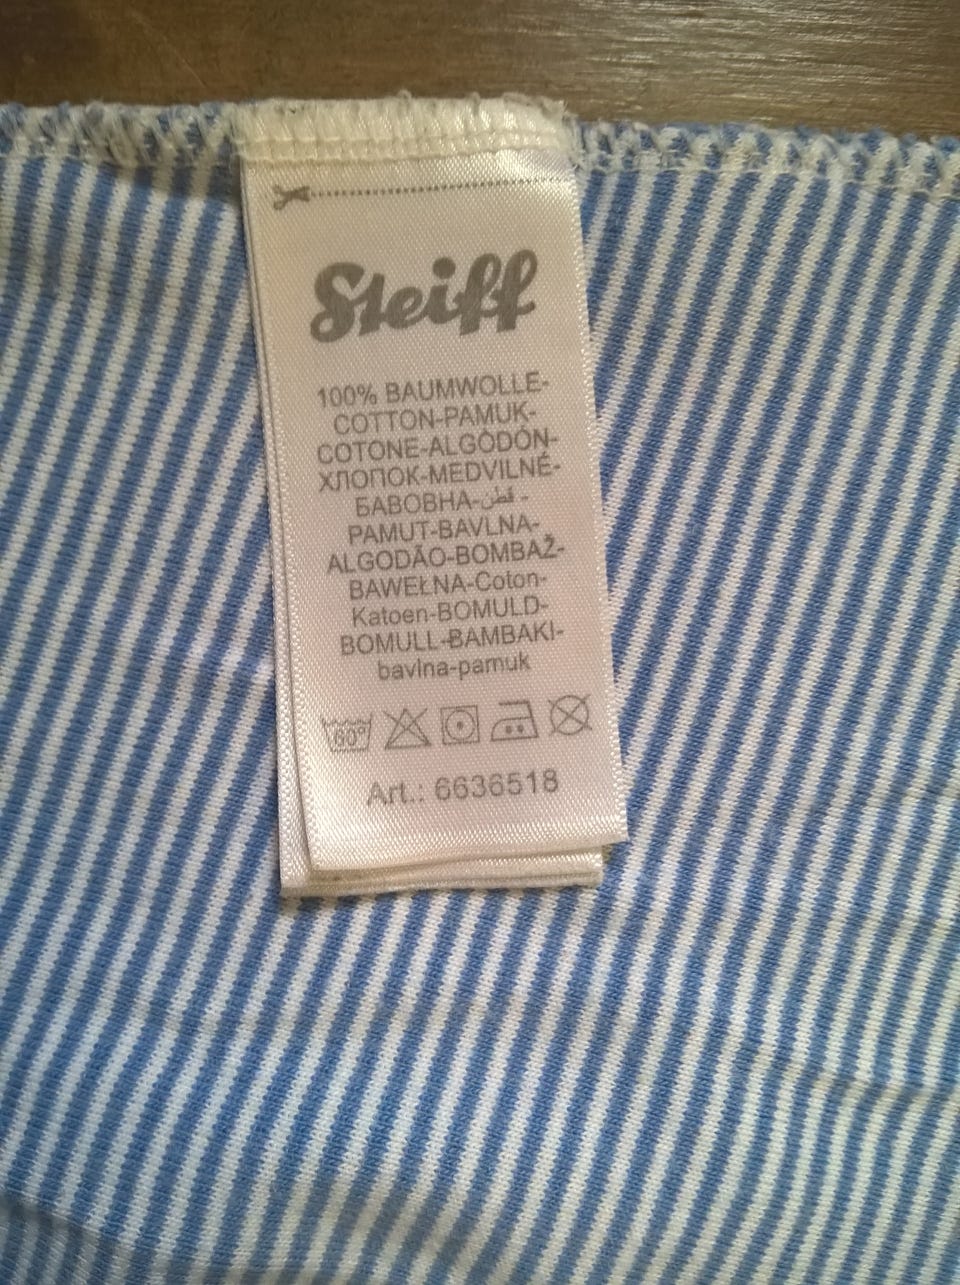 Steiff
100% BAUMWOLLE-
COTTON-PAMUK-
COTONE-ALGÒDÓN-
ХЛОПОК-MEDVILNÉ-
БАВОВНА-قطن -
PAMUT-BAVLNA-
ALGODÃO-BOMBAŽ-
BAWEŁNA-Coton-
Katoen-BOMULD-
BOMULL-BAMBAKI-
bavlna-pamuk
60°
Art.: 6636518